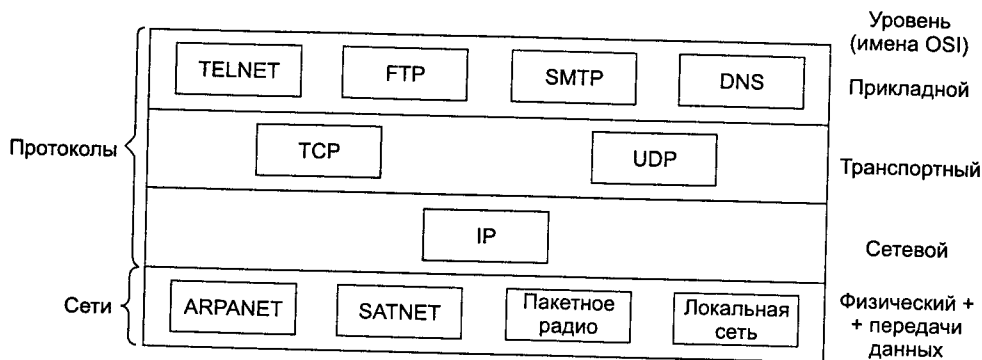 Уровень
(имена OSI)
TELNET FTP SMTP DNS
Прикладной
Протоколы
TCP UDP
Транспортный
IP
Сетевой
Сети
ARPANET SATNET Пакетное радио Локальная сеть
Физический +
+ передачи
данных